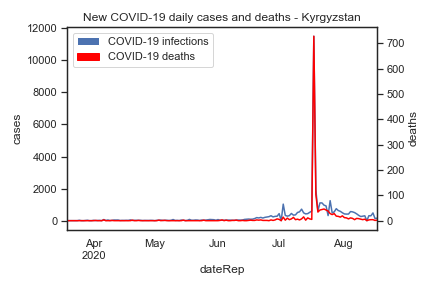 New COVID-19 daily cases and deaths - Kyrgyzstan
COVID-19 infections
COVID-19 deaths
12000
10000
8000
6000
4000
2000
0
cases
700
600
500
400
300
200
100
0
deaths
Apr
2020
May
Jun
Jul
Aug
dateRep